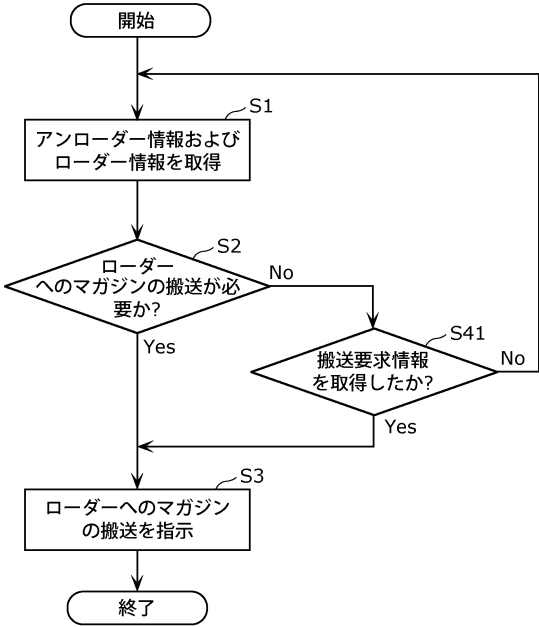 開始
S1
アンローダー情報および
ローダー情報を取得
S2
ローダー
へのマガジンの搬送が必
要か?
No
Yes
S41
搬送要求情報
を取得したか?
No
Yes
S3
ローダーへのマガジン
の搬送を指示
終了